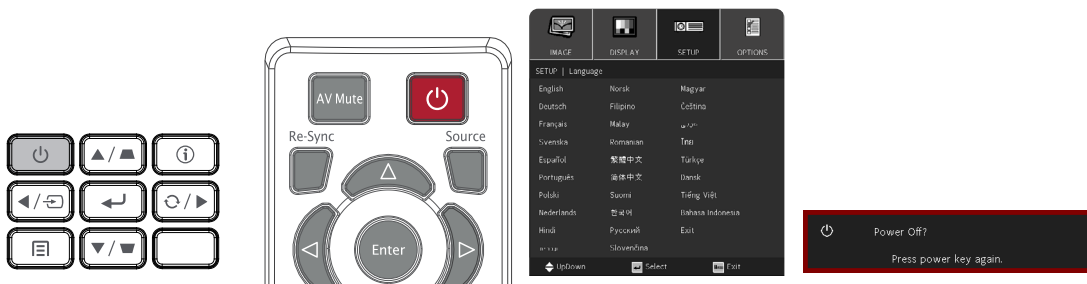 AV Mute
Re-Sync
Source
Enter
IMAGE
DISPLAY
SETUP
OPTIONS
SETUP | Language
English Norsk Magyar
Deutsch Filipino Čeština
Français Malay
Svenska Romanian ไทย
Español 繁體中文 Türkçe
Português 简体中文 Dansk
Polski Suomi Tiếng Việt
Nederlands 한국어 Bahasa Indonesia
Hindi Русский Exit
Slovenčina
UpDown
Select
Exit
Power Off?
Press power key again.